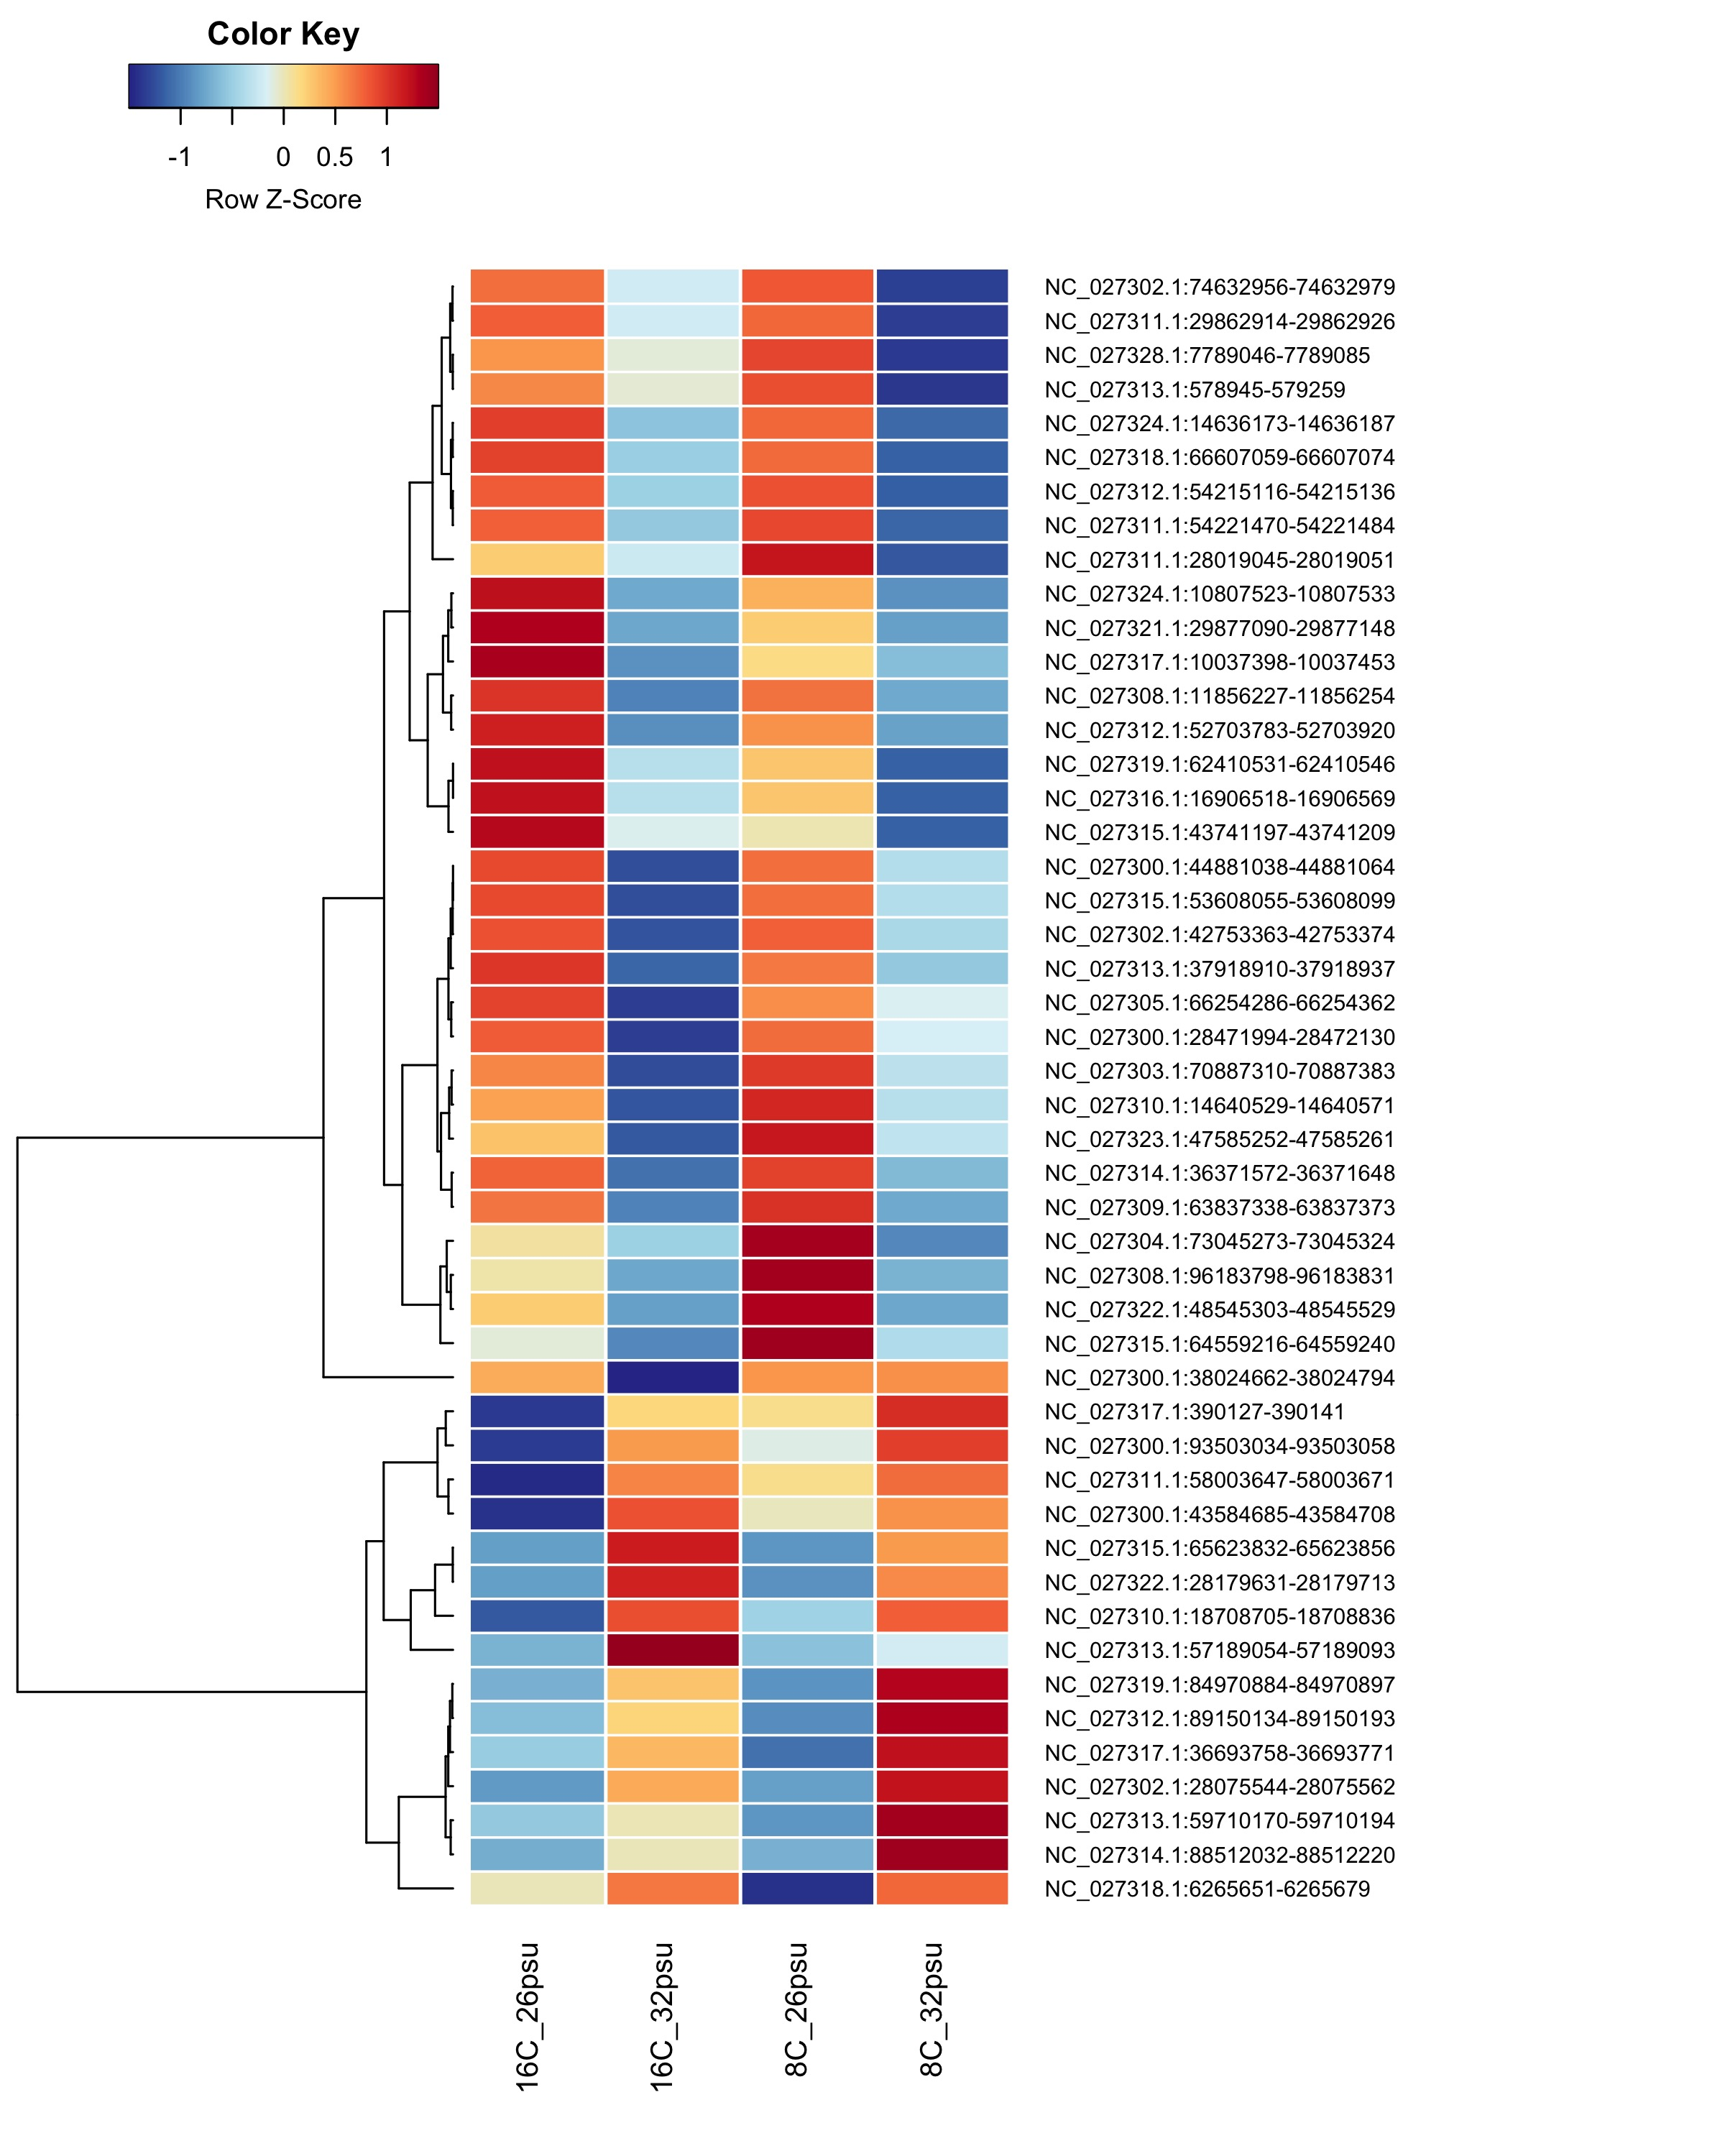 Color Key
-1 0 0.5 1
Row Z-Score
NC_027302.1:74632956-74632979
NC_027311.1:29862914-29862926
NC_027328.1:7789046-7789085
NC_027313.1:578945-579259
NC_027324.1:14636173-14636187
NC_027318.1:66607059-66607074
NC_027312.1:54215116-54215136
NC_027311.1:54221470-54221484
NC_027311.1:28019045-28019051
NC_027324.1:10807523-10807533
NC_027321.1:29877090-29877148
NC_027317.1:10037398-10037453
NC_027308.1:11856227-11856254
NC_027312.1:52703783-52703920
NC_027319.1:62410531-62410546
NC_027316.1:16906518-16906569
NC_027315.1:43741197-43741209
NC_027300.1:44881038-44881064
NC_027315.1:53608055-53608099
NC_027302.1:42753363-42753374
NC_027313.1:37918910-37918937
NC_027305.1:66254286-66254362
NC_027300.1:28471994-28472130
NC_027303.1:70887310-70887383
NC_027310.1:14640529-14640571
NC_027323.1:47585252-47585261
NC_027314.1:36371572-36371648
NC_027309.1:63837338-63837373
NC_027304.1:73045273-73045324
NC_027308.1:96183798-96183831
NC_027322.1:48545303-48545529
NC_027315.1:64559216-64559240
NC_027300.1:38024662-38024794
NC_027317.1:390127-390141
NC_027300.1:93503034-93503058
NC_027311.1:58003647-58003671
NC_027300.1:43584685-43584708
NC_027315.1:65623832-65623856
NC_027322.1:28179631-28179713
NC_027310.1:18708705-18708836
NC_027313.1:57189054-57189093
NC_027319.1:84970884-84970897
NC_027312.1:89150134-89150193
NC_027317.1:36693758-36693771
NC_027302.1:28075544-28075562
NC_027313.1:59710170-59710194
NC_027314.1:88512032-88512220
NC_027318.1:6265651-6265679
16C_26psu
16C_32psu
8C_26psu
8C_32psu